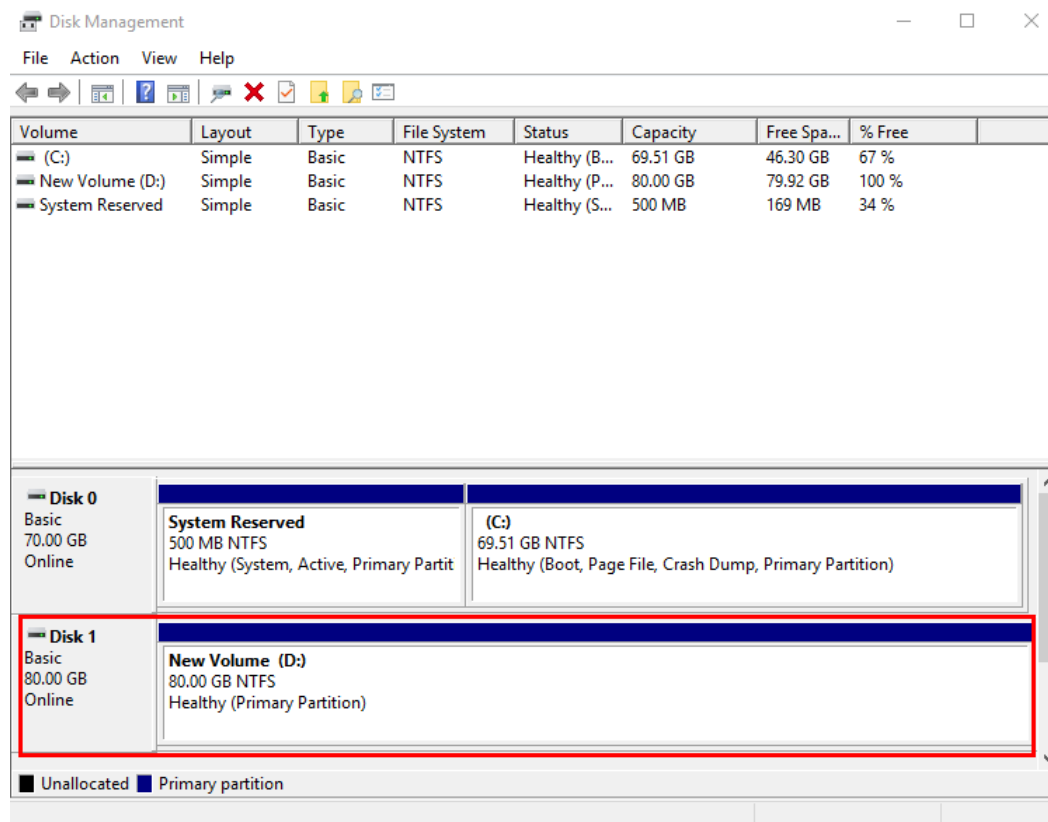 Disk Management
File Action View Help
Volume Layout Type File System Status Capacity Free Spa... % Free
(C:) Simple Basic NTFS Healthy (B... 69.51 GB 46.30 GB 67 %
New Volume (D:) Simple Basic NTFS Healthy (P... 80.00 GB 79.92 GB 100 %
System Reserved Simple Basic NTFS Healthy (S... 500 MB 169 MB 34 %
Disk 0
Basic
70.00 GB
Online
System Reserved
500 MB NTFS
Healthy (System, Active, Primary Partit
(C:)
69.51 GB NTFS
Healthy (Boot, Page File, Crash Dump, Primary Partition)
Disk 1
Basic
80.00 GB
Online
New Volume (D:)
80.00 GB NTFS
Healthy (Primary Partition)
Unallocated Primary partition